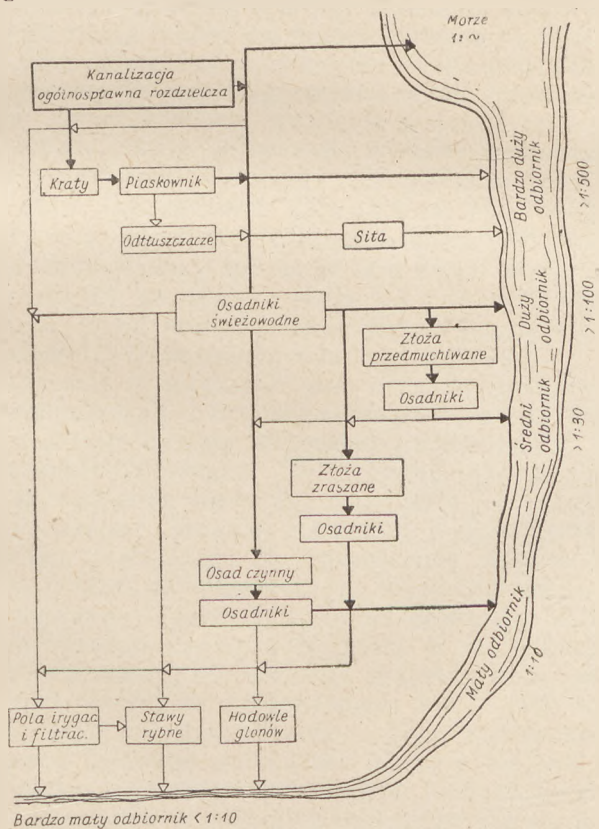 Morze
1:∾
Kanalizacja
ogólnospławna rozdzielcza
Kraty
Piaskownik
Bardzo duży
odbiornik
>1:500
Odtłuszczacze
Sita
Osadniki
świeżowodne
Duży
odbiornik
>1:100
Złoża
przedmuchiwane
Osadniki
Średni
odbiornik
>1:30
Złoża
zraszane
Osadniki
Osad czynny
Osadniki
Mały odbiornik
1:10
Pola irygac.
i filtrac.
Stawy
rybne
Hodowle
glonów
Bardzo mały odbiornik < 1:10